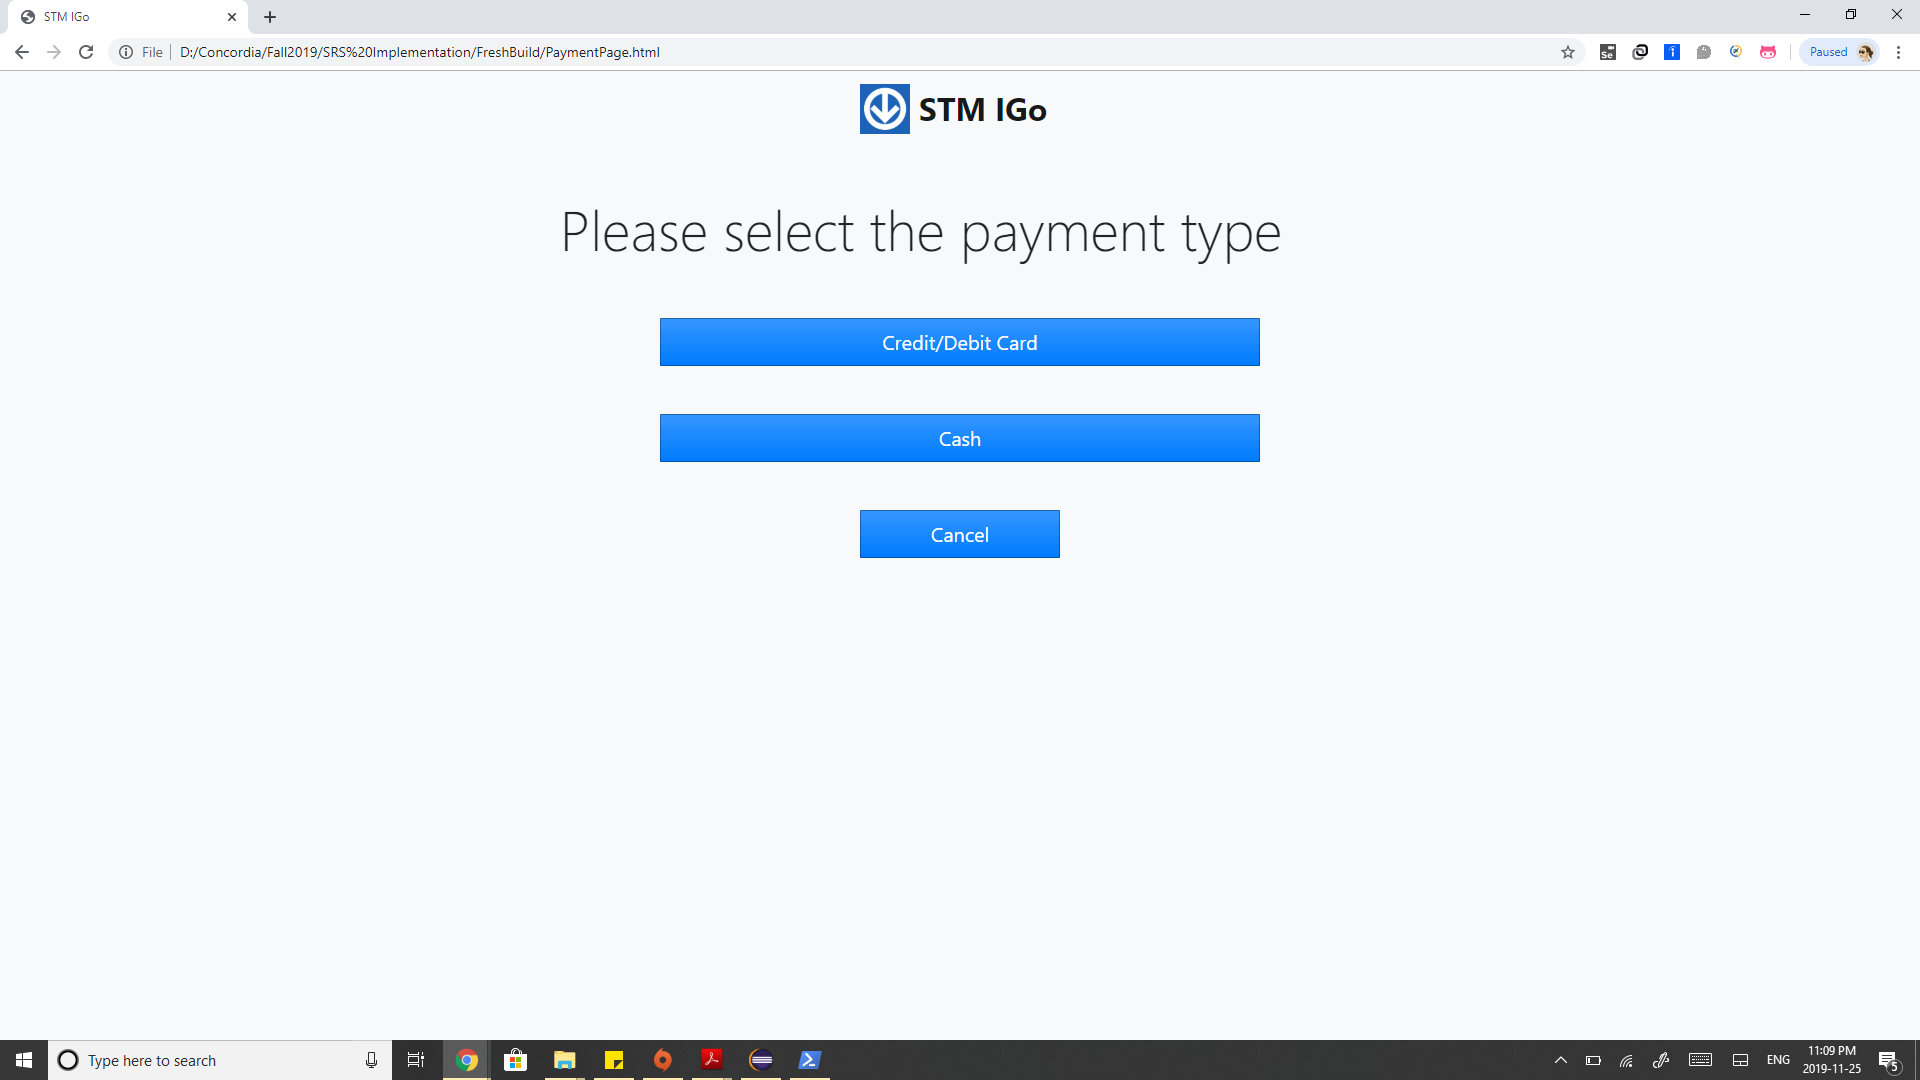 STM IGo
File
D:/Concordia/Fall2019/SRS%20Implementation/FreshBuild/PaymentPage.html
Se
Paused
STM IGo
Please select the payment type
Credit/Debit Card
Cash
Cancel
Type here to search
ENG
11:09 PM
2019-11-25
5